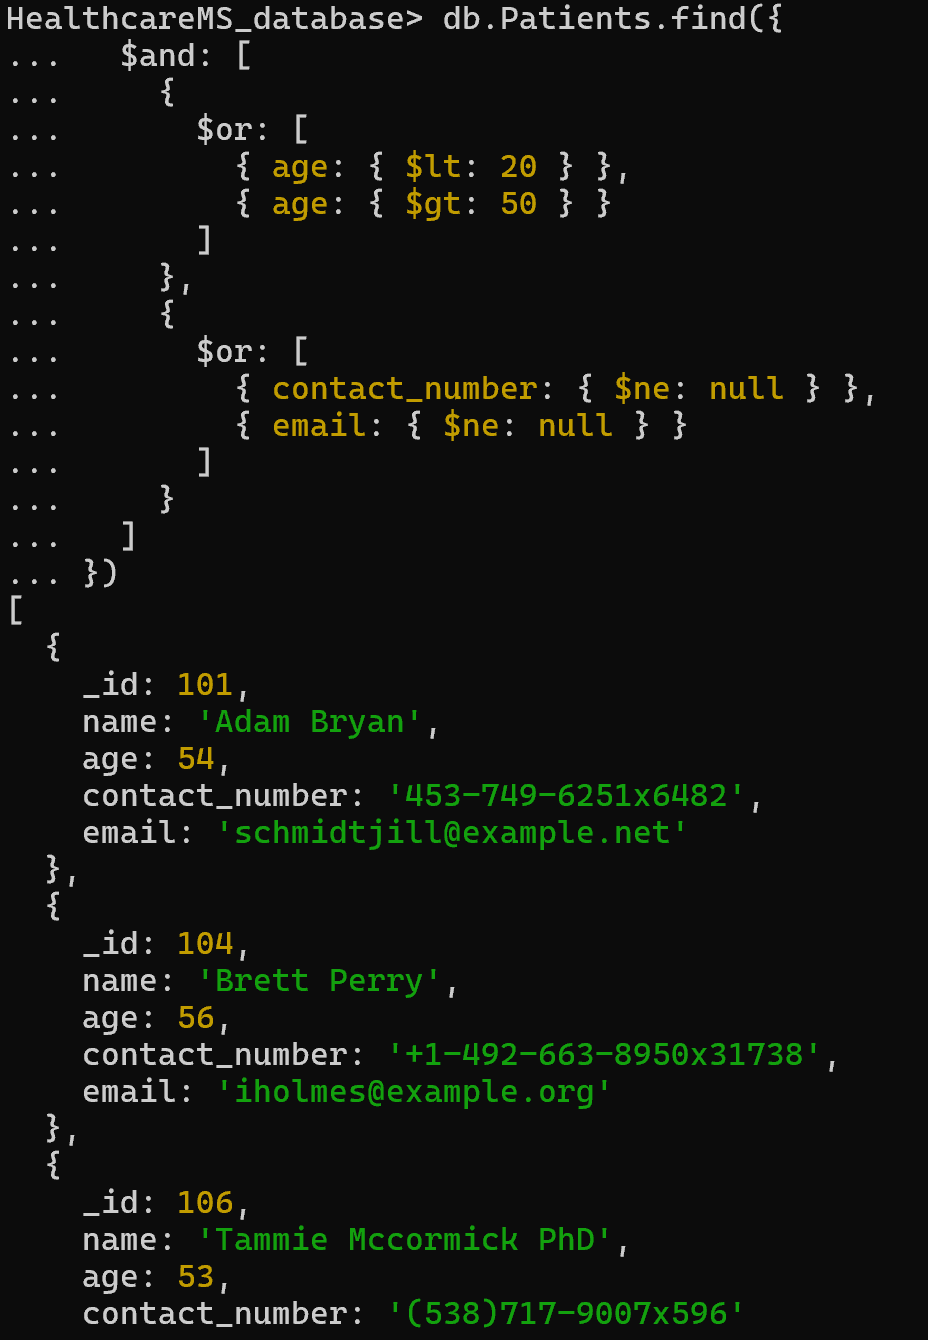 HealthcareMS_database> db.Patients.find({
...   $and: [
...     {
...       $or: [
...         { age: { $lt: 20 } },
...         { age: { $gt: 50 } }
...       ]
...     },
...     {
...       $or: [
...         { contact_number: { $ne: null } },
...         { email: { $ne: null } }
...       ]
...     }
...   ]
... })
[
  {
    _id: 101,
    name: 'Adam Bryan',
    age: 54,
    contact_number: '453-749-6251x6482',
    email: 'schmidtjill@example.net'
  },
  {
    _id: 104,
    name: 'Brett Perry',
    age: 56,
    contact_number: '+1-492-663-8950x31738',
    email: 'iholmes@example.org'
  },
  {
    _id: 106,
    name: 'Tammie Mccormick PhD',
    age: 53,
    contact_number: '(538)717-9007x596'